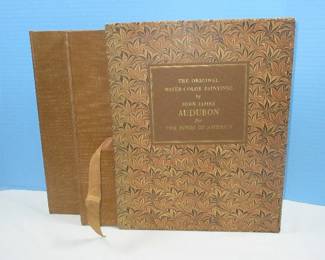 THE ORIGINAL
WATER-COLOR PAINTINGS
by
JOHN JAMES
AUDUBON
for
THE BIRDS OF AMERICA